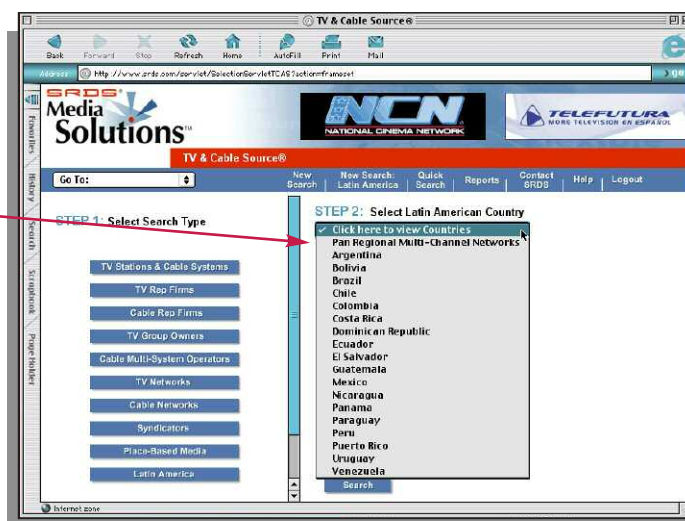 TV & Cable Source®
Back Forward Stop Refresh Home AutoFill Print Mail
Address http://www.srds.com/servlet/SelectionServletTCAS?action=frameset
Favorites
History
Search
Scrapbook
Page Holder
SRDS
Media
Solutions™
NCN
NATIONAL CINEMA NETWORK
TELEFUTURA
MORE TELEVISION EN ESPAÑOL
TV & Cable Source®
Go To:
New Search
New Search: Latin America
Quick Search
Reports
Contact SRDS
Help
Logout
STEP 1: Select Search Type
TV Stations & Cable Systems
TV Rep Firms
Cable Rep Firms
TV Group Owners
Cable Multi-System Operators
TV Networks
Cable Networks
Syndicators
Place-Based Media
Latin America
STEP 2: Select Latin American Country
✓ Click here to view Countries
Pan Regional Multi-Channel Networks
Argentina
Bolivia
Brazil
Chile
Colombia
Costa Rica
Dominican Republic
Ecuador
El Salvador
Guatemala
Mexico
Nicaragua
Panama
Paraguay
Peru
Puerto Rico
Uruguay
Venezuela
Search
Internet zone